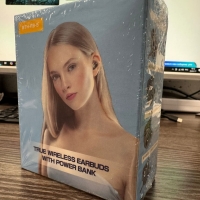 TRUE WIRELESS EARBUDS
WITH POWER BANK